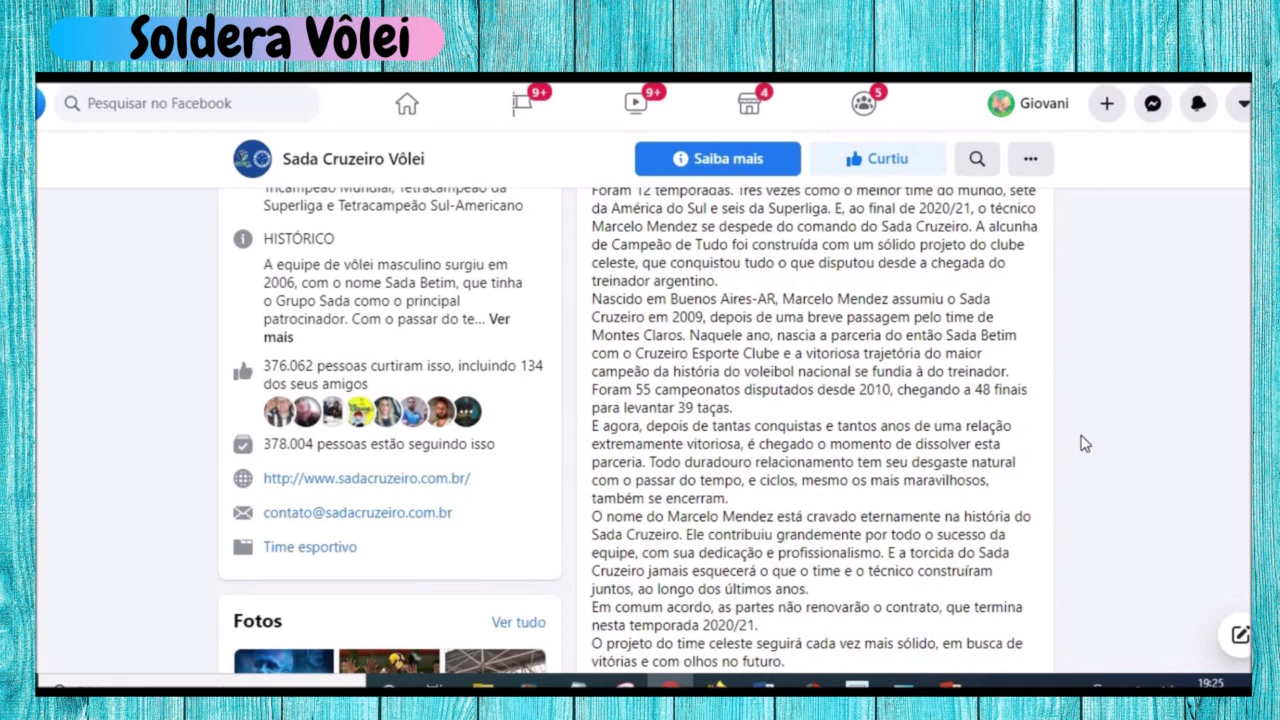 Soldera Vôlei
Pesquisar no Facebook
9+
9+
4
5
Giovani
Sada Cruzeiro Vôlei
Saiba mais
Curtiu
Tricampeão Mundial, Tetracampeão da
Superliga e Tetracampeão Sul-Americano
HISTÓRICO
A equipe de vôlei masculino surgiu em
2006, com o nome Sada Betim, que tinha
o Grupo Sada como o principal
patrocinador. Com o passar do te... Ver
mais
376.062 pessoas curtiram isso, incluindo 134
dos seus amigos
378.004 pessoas estão seguindo isso
http://www.sadacruzeiro.com.br/
contato@sadacruzeiro.com.br
Time esportivo
Fotos
Ver tudo
Foram 12 temporadas. Três vezes como o melhor time do mundo, sete
da América do Sul e seis da Superliga. E, ao final de 2020/21, o técnico
Marcelo Mendez se despede do comando do Sada Cruzeiro. A alcunha
de Campeão de Tudo foi construída com um sólido projeto do clube
celeste, que conquistou tudo o que disputou desde a chegada do
treinador argentino.
Nascido em Buenos Aires-AR, Marcelo Mendez assumiu o Sada
Cruzeiro em 2009, depois de uma breve passagem pelo time de
Montes Claros. Naquele ano, nascia a parceria do então Sada Betim
com o Cruzeiro Esporte Clube e a vitoriosa trajetória do maior
campeão da história do voleibol nacional se fundia à do treinador.
Foram 55 campeonatos disputados desde 2010, chegando a 48 finais
para levantar 39 taças.
E agora, depois de tantas conquistas e tantos anos de uma relação
extremamente vitoriosa, é chegado o momento de dissolver esta
parceria. Todo duradouro relacionamento tem seu desgaste natural
com o passar do tempo, e ciclos, mesmo os mais maravilhosos,
também se encerram.
O nome do Marcelo Mendez está cravado eternamente na história do
Sada Cruzeiro. Ele contribuiu grandemente por todo o sucesso da
equipe, com sua dedicação e profissionalismo. E a torcida do Sada
Cruzeiro jamais esquecerá o que o time e o técnico construíram
juntos, ao longo dos últimos anos.
Em comum acordo, as partes não renovarão o contrato, que termina
nesta temporada 2020/21.
O projeto do time celeste seguirá cada vez mais sólido, em busca de
vitórias e com olhos no futuro.
19:25